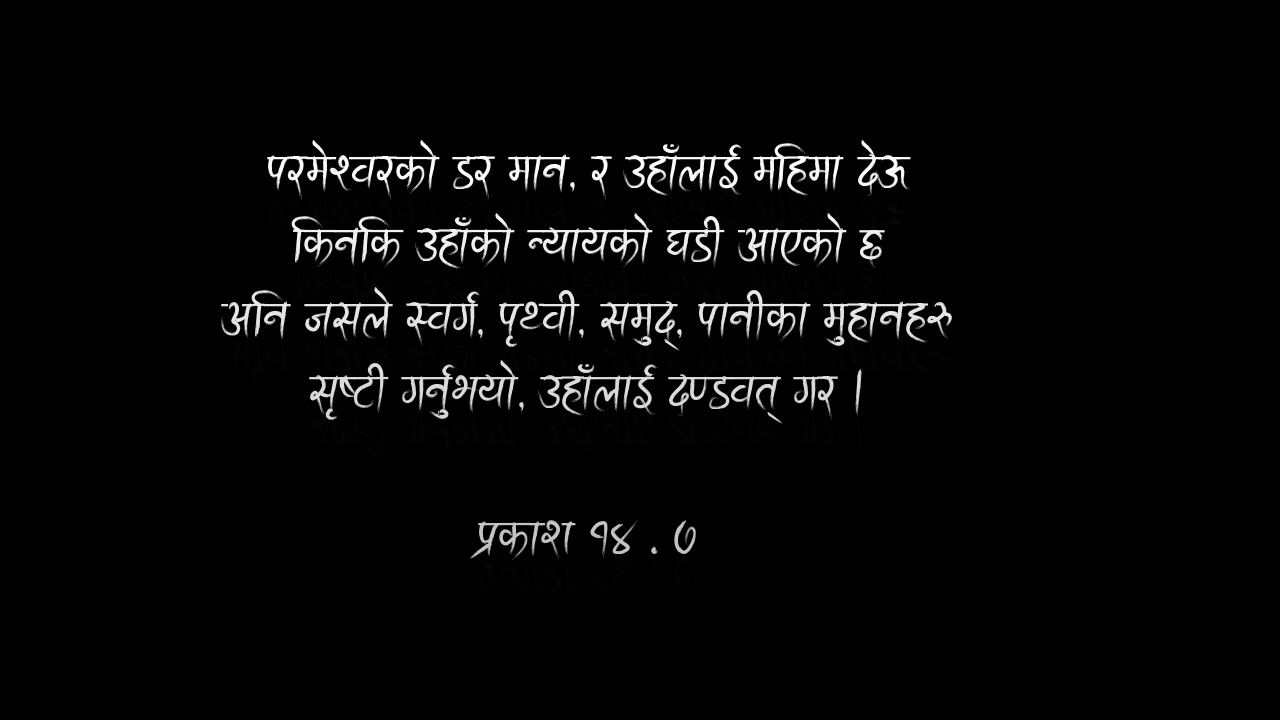 परमेश्वरको डर मान, र उहाँलाई महिमा देऊ
किनकि उहाँको न्यायको घडी आएको छ
अनि जसले स्वर्ग, पृथ्वी, समुद्, पानीका मुहानहरु
सृष्टी गर्नुभयो, उहाँलाई दण्डवत् गर ।
प्रकाश १४ . ७